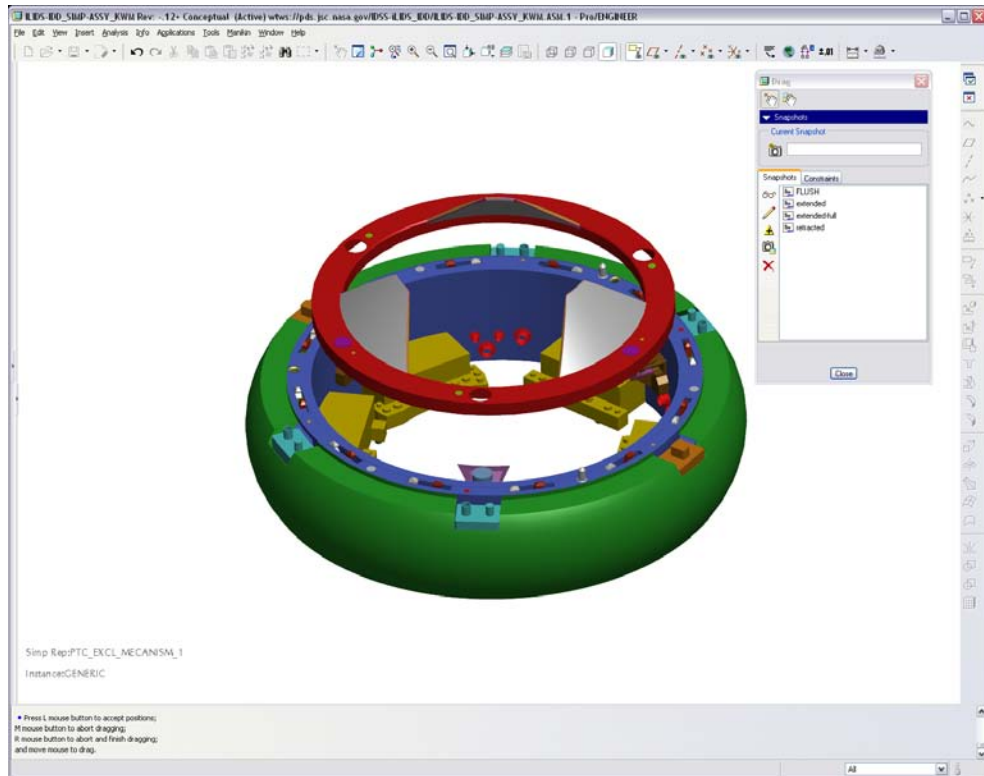 ILIDS-IDD_SIMP-ASSY_KWM Rev: -.12+ Conceptual (Active) wtws://pds.jsc.nasa.gov/IDSS-iLIDS_IDD/ILIDS-IDD_SIMP-ASSY_KWM.ASM.1 - Pro/ENGINEER
File Edit View Insert Analysis Info Applications Tools Manikin Window Help
Drag
Snapshots
Current Snapshot
Snapshots Constraints
FLUSH
extended
extended-full
retracted
Close
Simp Rep:PTC_EXCL_MECANISM_1
Instance:GENERIC
Press L mouse button to accept positions;
M mouse button to abort dragging;
R mouse button to abort and finish dragging;
and move mouse to drag.
All